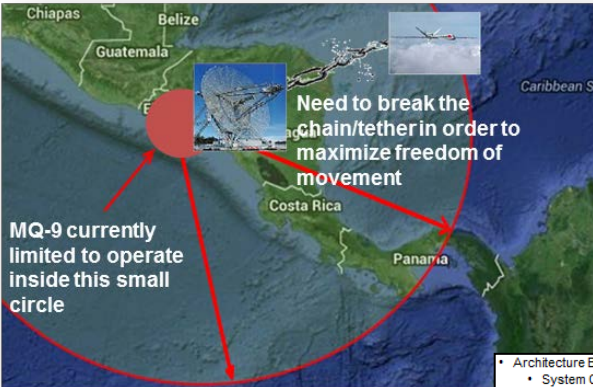 Chiapas
Belize
Guatemala
Caribbean S
Need to break the
chain/tether in order to
maximize freedom of
movement
Costa Rica
MQ-9 currently
limited to operate
inside this small
circle
Panama
• Architecture E
• System